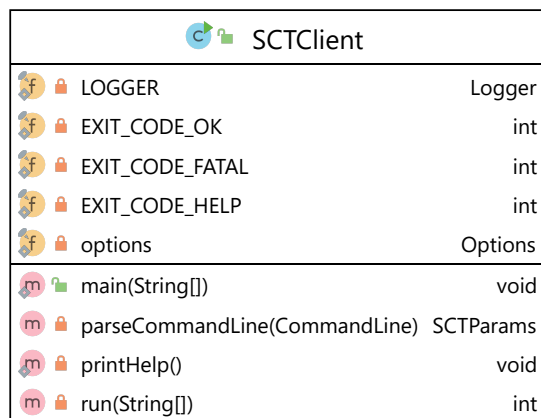 SCTClient
LOGGER Logger
EXIT_CODE_OK int
EXIT_CODE_FATAL int
EXIT_CODE_HELP int
options Options
main(String[]) void
parseCommandLine(CommandLine) SCTParams
printHelp() void
run(String[]) int